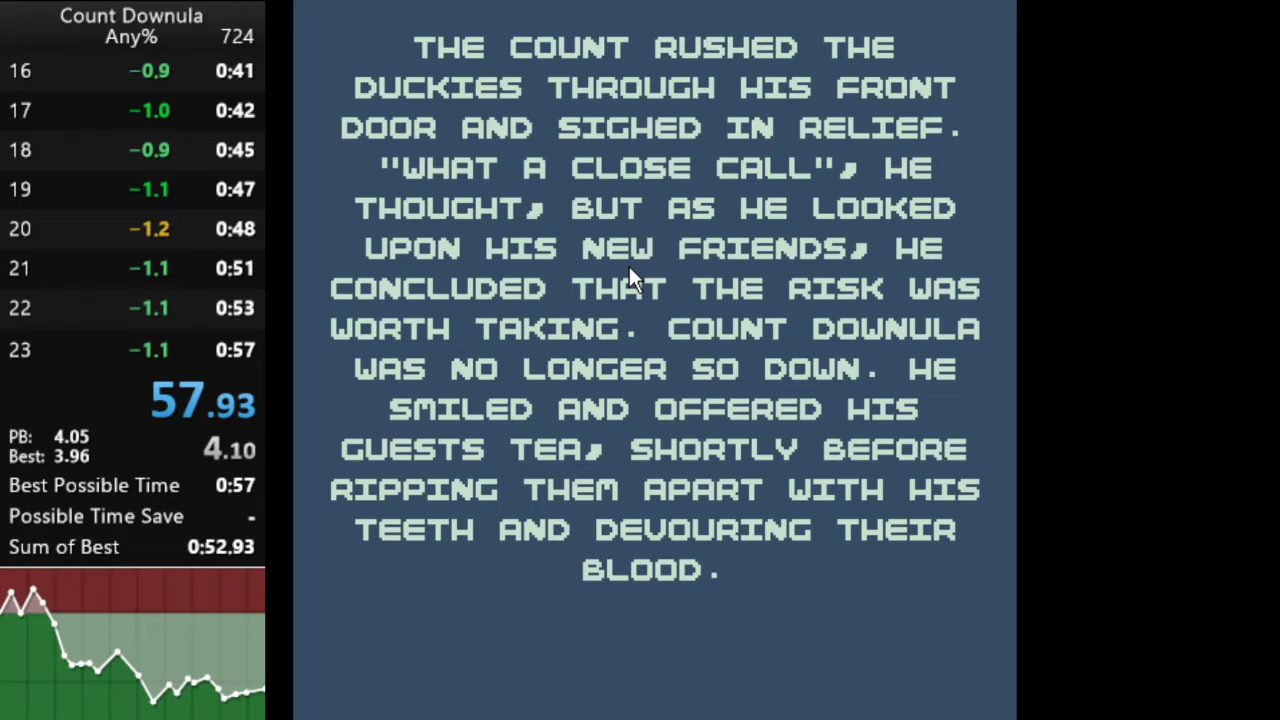 Count Downula
Any% 724
16 −0.9 0:41
17 −1.0 0:42
18 −0.9 0:45
19 −1.1 0:47
20 −1.2 0:48
21 −1.1 0:51
22 −1.1 0:53
23 −1.1 0:57
57.93
PB: 4.05
Best: 3.96
4.10
Best Possible Time 0:57
Possible Time Save -
Sum of Best 0:52.93
THE COUNT RUSHED THE
DUCKIES THROUGH HIS FRONT
DOOR AND SIGHED IN RELIEF.
"WHAT A CLOSE CALL", HE
THOUGHT, BUT AS HE LOOKED
UPON HIS NEW FRIENDS, HE
CONCLUDED THAT THE RISK WAS
WORTH TAKING. COUNT DOWNULA
WAS NO LONGER SO DOWN. HE
SMILED AND OFFERED HIS
GUESTS TEA, SHORTLY BEFORE
RIPPING THEM APART WITH HIS
TEETH AND DEVOURING THEIR
BLOOD.